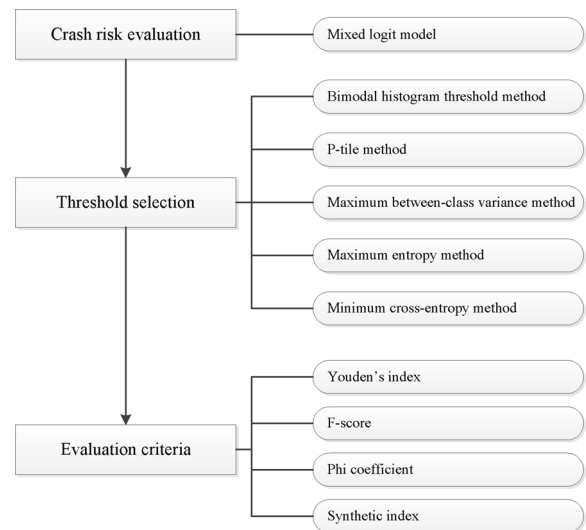 Crash risk evaluation
Mixed logit model
Bimodal histogram threshold method
P-tile method
Threshold selection
Maximum between-class variance method
Maximum entropy method
Minimum cross-entropy method
Youden's index
F-score
Evaluation criteria
Phi coefficient
Synthetic index